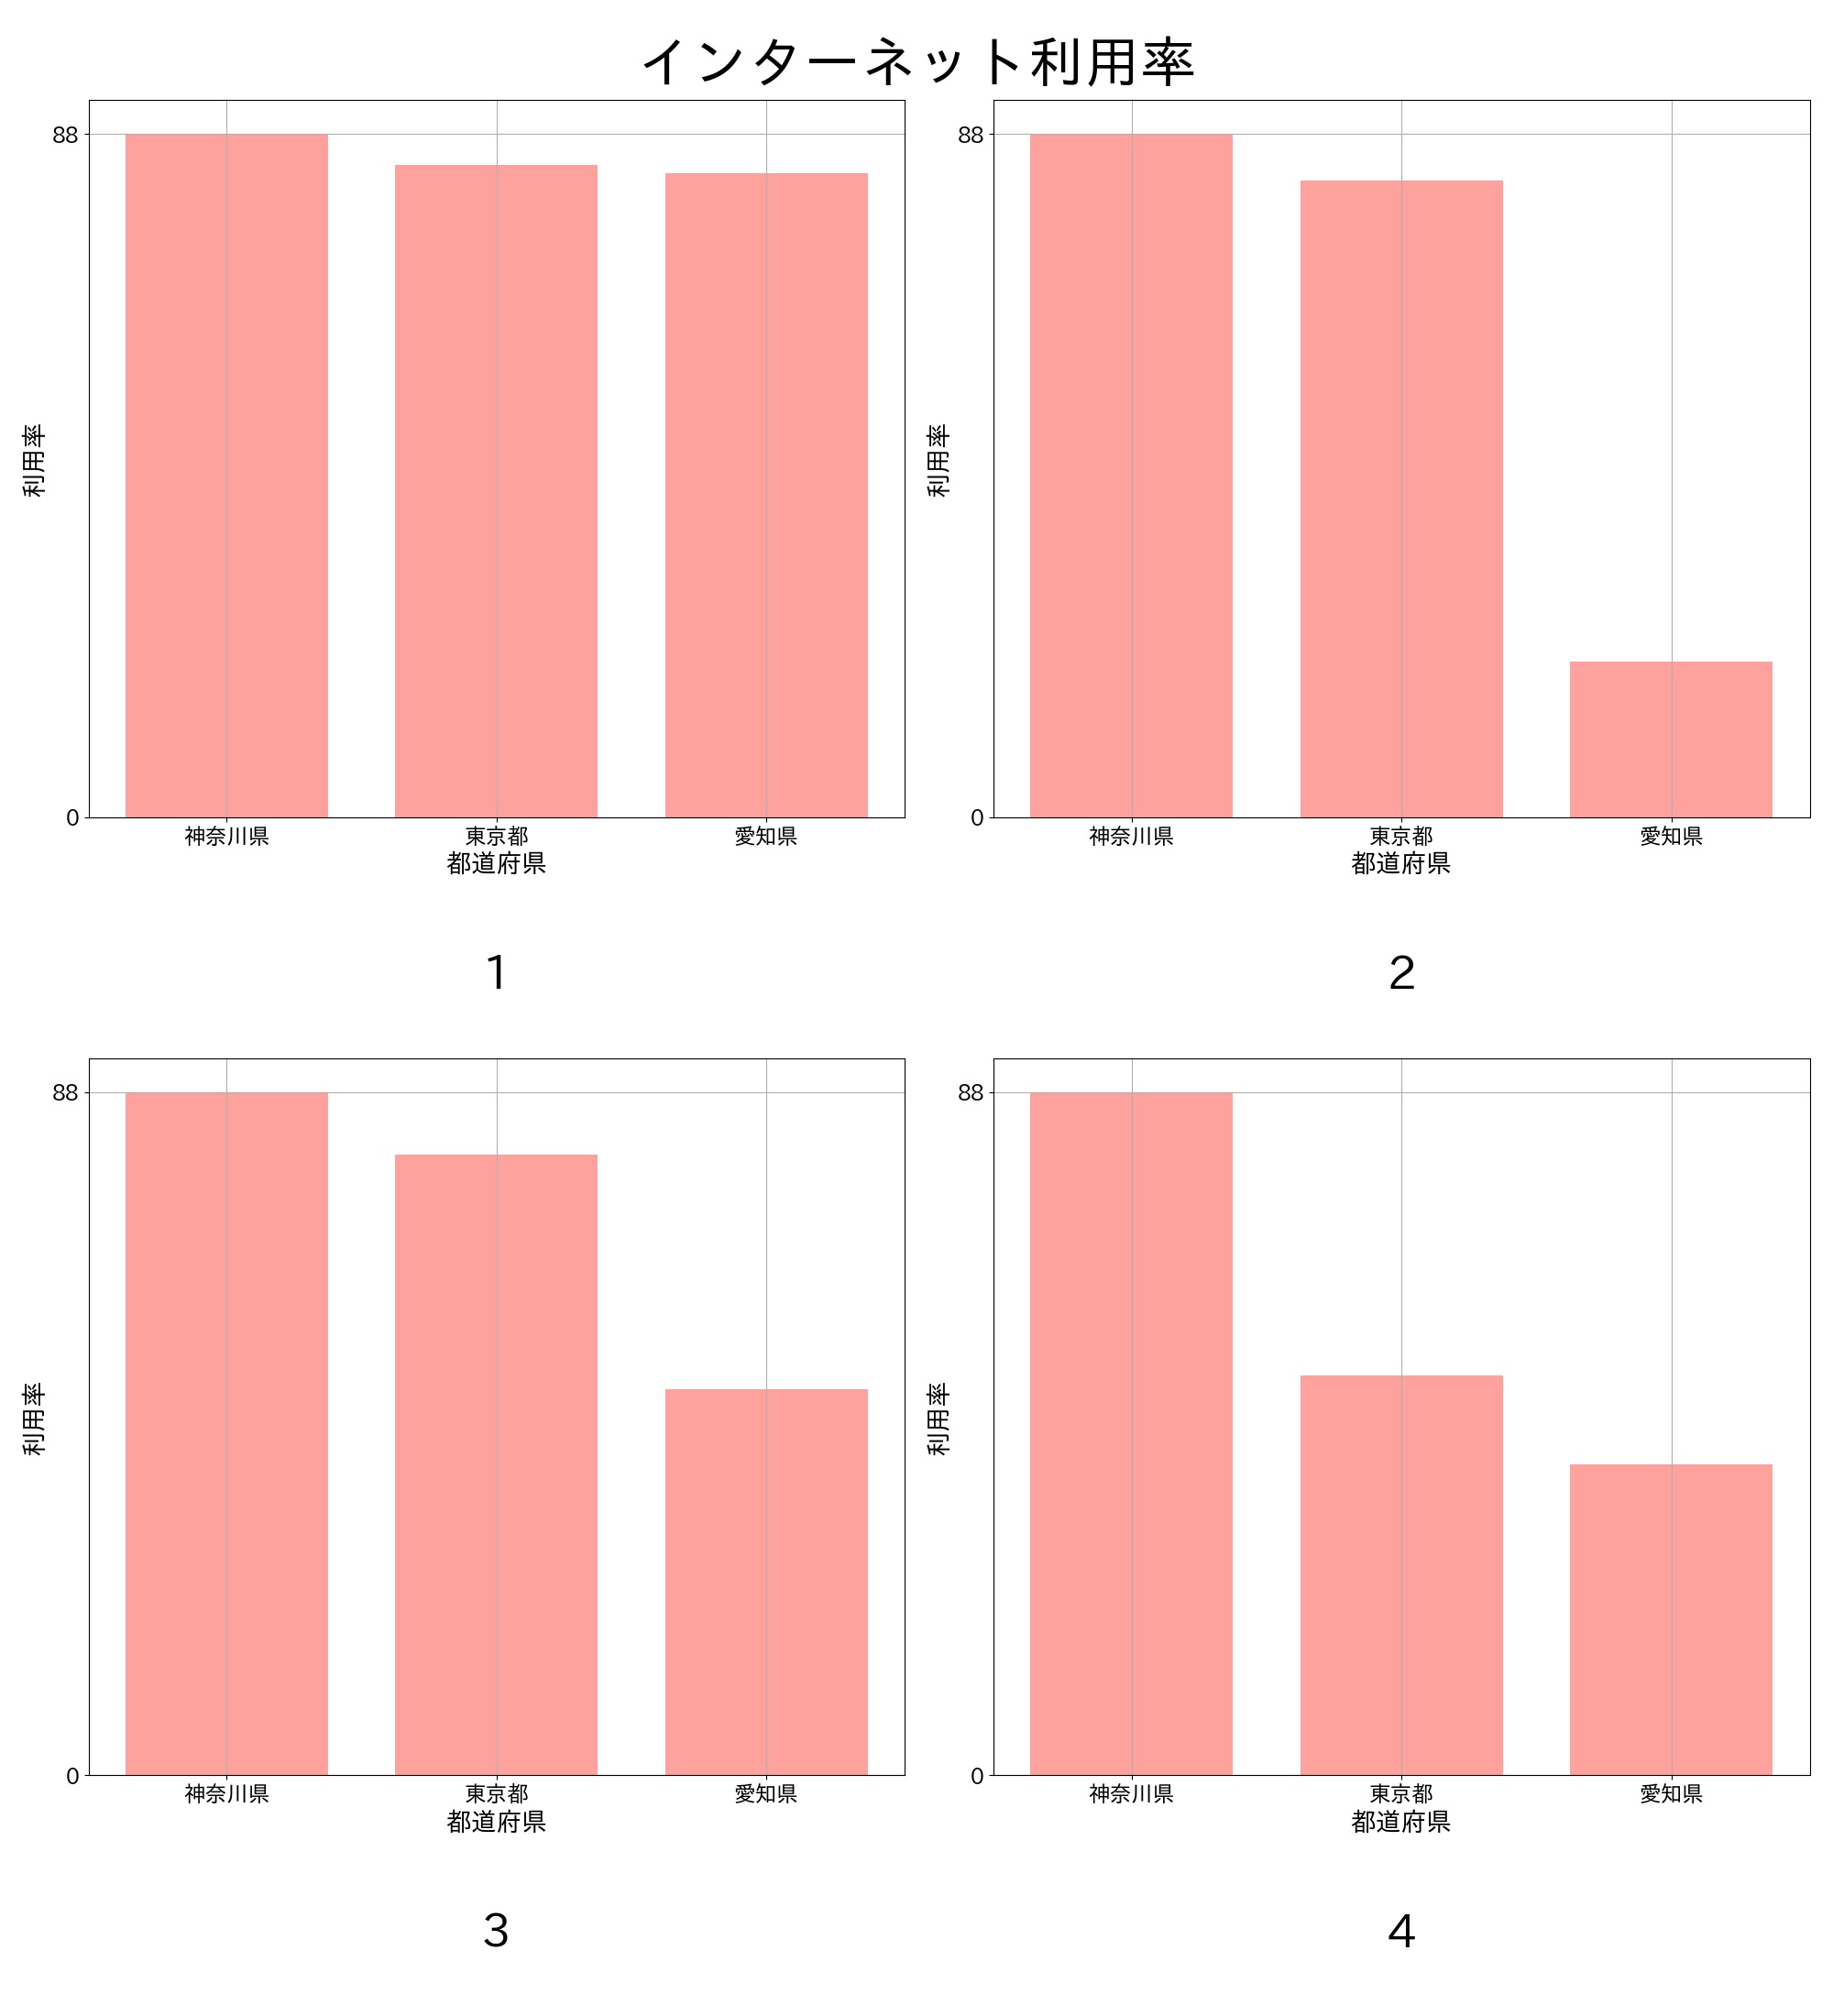 インターネット利用率
88
0
利用率
神奈川県 東京都 愛知県
都道府県
1
88
0
利用率
神奈川県 東京都 愛知県
都道府県
2
88
0
利用率
神奈川県 東京都 愛知県
都道府県
3
88
0
利用率
神奈川県 東京都 愛知県
都道府県
4